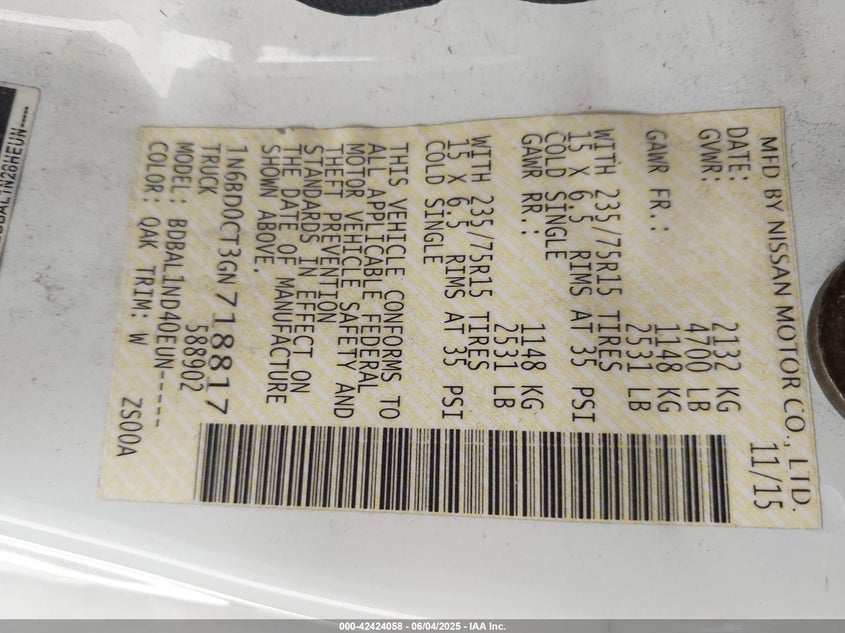 MFD BY NISSAN MOTOR CO., LTD.
DATE: 11/15
GVWR: 2132 KG
4700 LB
GAWR FR.: 1148 KG
2531 LB
WITH 235/75R15 TIRES
15 X 6.5 RIMS AT 35 PSI
COLD SINGLE
GAWR RR.: 1148 KG
2531 LB
WITH 235/75R15 TIRES
15 X 6.5 RIMS AT 35 PSI
COLD SINGLE
THIS VEHICLE CONFORMS TO
ALL APPLICABLE FEDERAL
MOTOR VEHICLE SAFETY AND
THEFT PREVENTION
STANDARDS IN EFFECT ON
THE DATE OF MANUFACTURE
SHOWN ABOVE.
1N6BD0CT3GN718817
TRUCK 588902
MODEL: BDBAL1ND40EUN-----
COLOR: QAK TRIM: W ZS00A
000-42424058 - 06/04/2025 - IAA Inc.